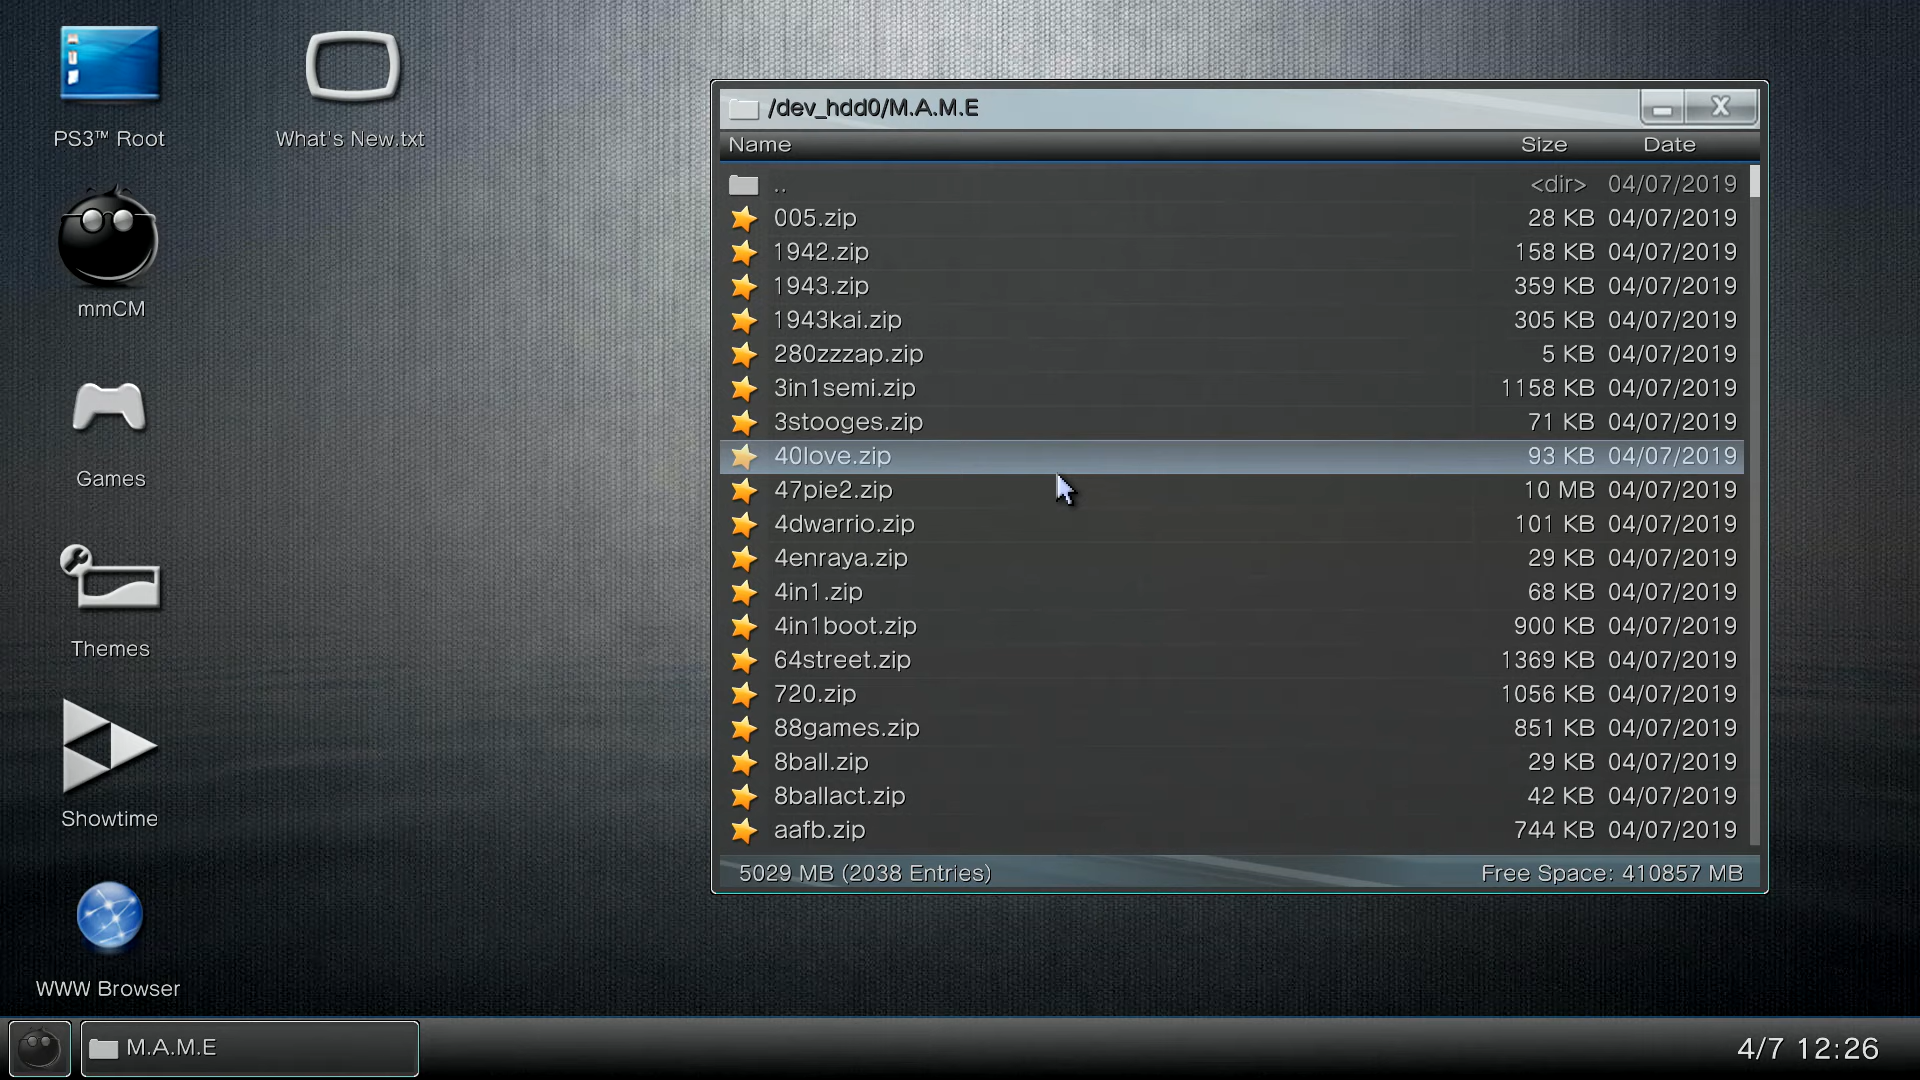 PS3™ Root
What's New.txt
mmCM
Games
Themes
Showtime
WWW Browser
/dev_hdd0/M.A.M.E
X
Name Size Date
.. <dir> 04/07/2019
005.zip 28 KB 04/07/2019
1942.zip 158 KB 04/07/2019
1943.zip 359 KB 04/07/2019
1943kai.zip 305 KB 04/07/2019
280zzzap.zip 5 KB 04/07/2019
3in1semi.zip 1158 KB 04/07/2019
3stooges.zip 71 KB 04/07/2019
40love.zip 93 KB 04/07/2019
47pie2.zip 10 MB 04/07/2019
4dwarrio.zip 101 KB 04/07/2019
4enraya.zip 29 KB 04/07/2019
4in1.zip 68 KB 04/07/2019
4in1boot.zip 900 KB 04/07/2019
64street.zip 1369 KB 04/07/2019
720.zip 1056 KB 04/07/2019
88games.zip 851 KB 04/07/2019
8ball.zip 29 KB 04/07/2019
8ballact.zip 42 KB 04/07/2019
aafb.zip 744 KB 04/07/2019
5029 MB (2038 Entries) Free Space: 410857 MB
M.A.M.E
4/7 12:26